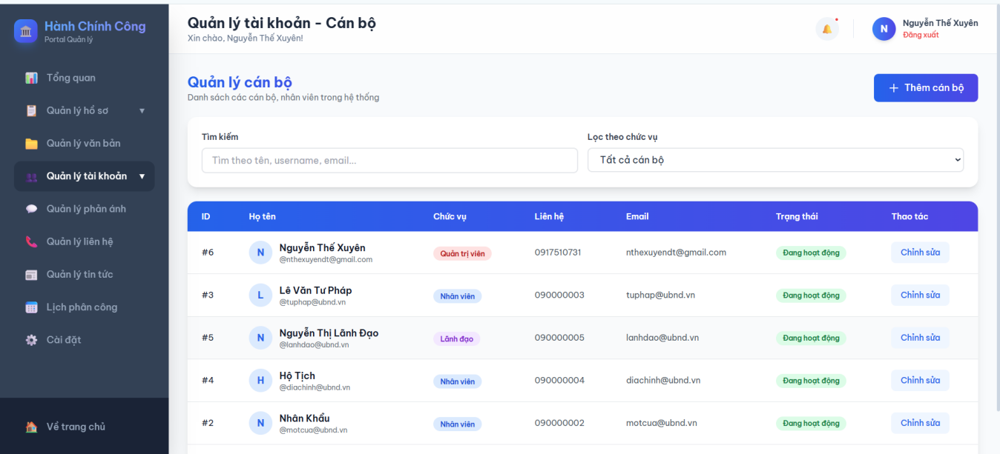 Hành Chính Công
Portal Quản lý
Tổng quan
Quản lý hồ sơ
Quản lý văn bản
Quản lý tài khoản
Quản lý phản ánh
Quản lý liên hệ
Quản lý tin tức
Lịch phân công
Cài đặt
Về trang chủ
Quản lý tài khoản - Cán bộ
Xin chào, Nguyễn Thế Xuyên!
N
Nguyễn Thế Xuyên
Đăng xuất
Quản lý cán bộ
Danh sách các cán bộ, nhân viên trong hệ thống
+ Thêm cán bộ
Tìm kiếm
Tìm theo tên, username, email...
Lọc theo chức vụ
Tất cả cán bộ
ID Họ tên Chức vụ Liên hệ Email Trạng thái Thao tác
#6 N Nguyễn Thế Xuyên Quản trị viên 0917510731 nthexuyendt@gmail.com Đang hoạt động Chỉnh sửa
@nthexuyendt@gmail.com
#3 L Lê Văn Tư Pháp Nhân viên 090000003 tuphap@ubnd.vn Đang hoạt động Chỉnh sửa
@tuphap@ubnd.vn
#5 N Nguyễn Thị Lãnh Đạo Lãnh đạo 090000005 lanhdao@ubnd.vn Đang hoạt động Chỉnh sửa
@lanhdao@ubnd.vn
#4 H Hộ Tịch Nhân viên 090000004 diachinh@ubnd.vn Đang hoạt động Chỉnh sửa
@diachinh@ubnd.vn
#2 N Nhân Khẩu Nhân viên 090000002 motcua@ubnd.vn Đang hoạt động Chỉnh sửa
@motcua@ubnd.vn